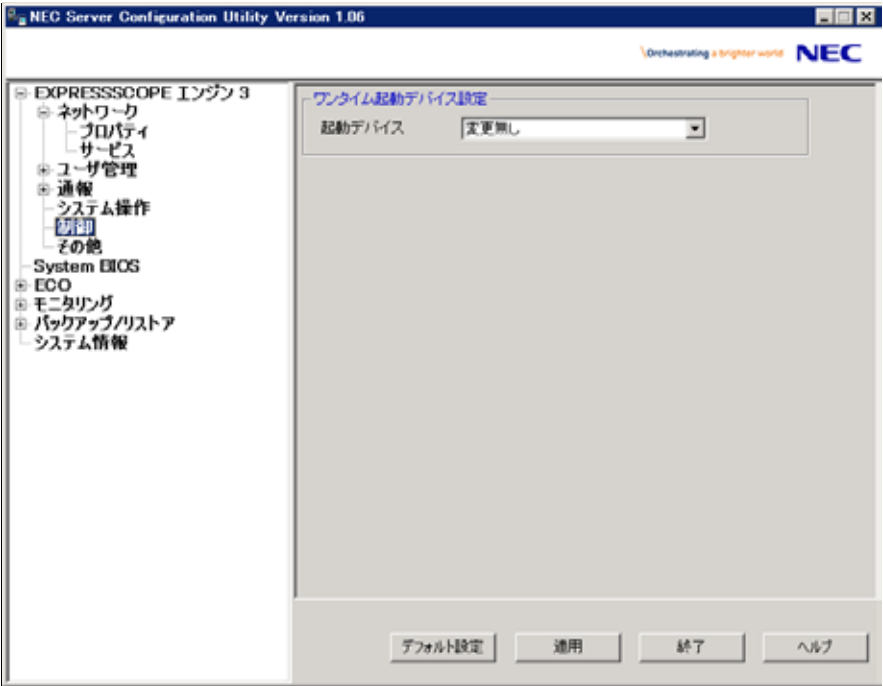 NEC Server Configuration Utility Version 1.06
\Orchestrating a brighter world NEC
EXPRESSSCOPE エンジン 3
ネットワーク
プロパティ
サービス
ユーザ管理
通報
システム操作
制御
その他
System BIOS
ECO
モニタリング
バックアップ/リストア
システム情報
ワンタイム起動デバイス設定
起動デバイス 変更無し
デフォルト設定 適用 終了 ヘルプ